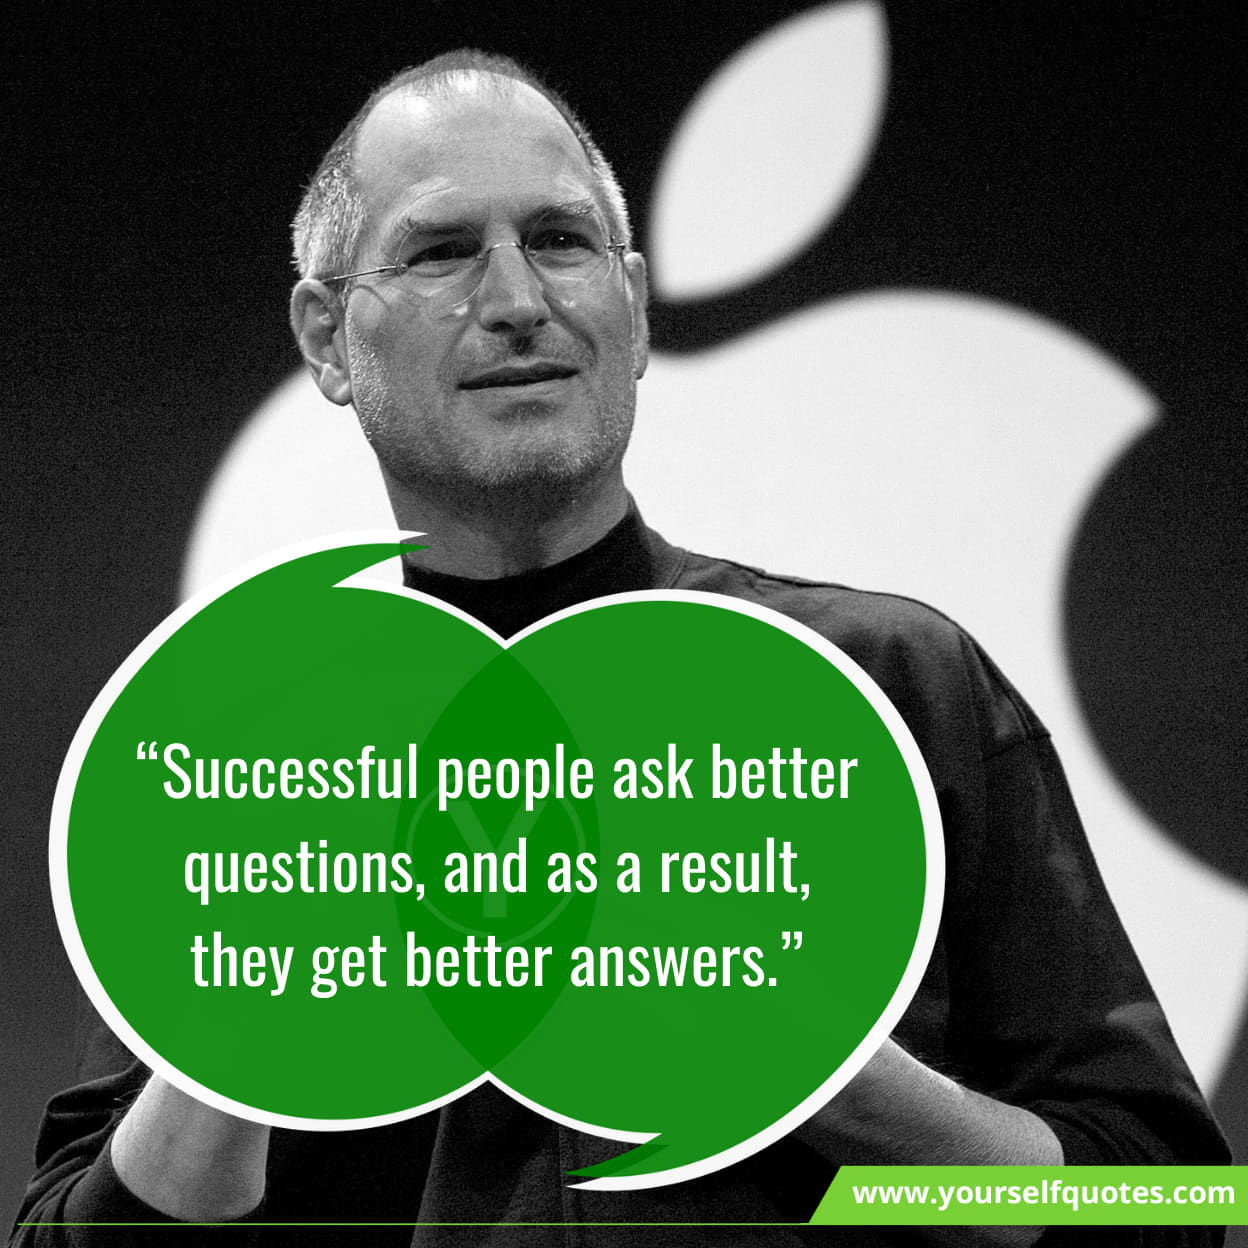 “Successful people ask better
questions, and as a result,
they get better answers.”
www.yourselfquotes.com